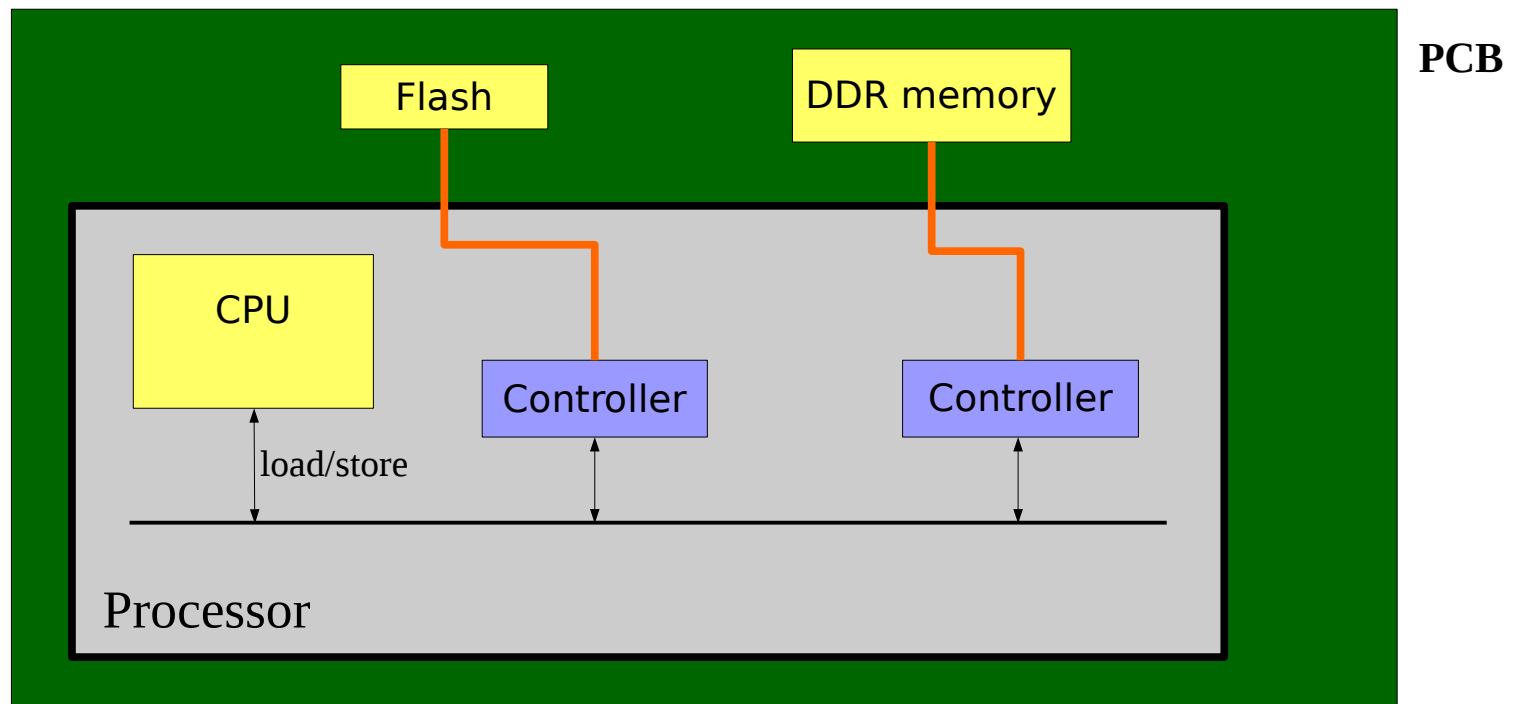 PCB
Flash
DDR memory
CPU
Controller
Controller
load/store
Processor